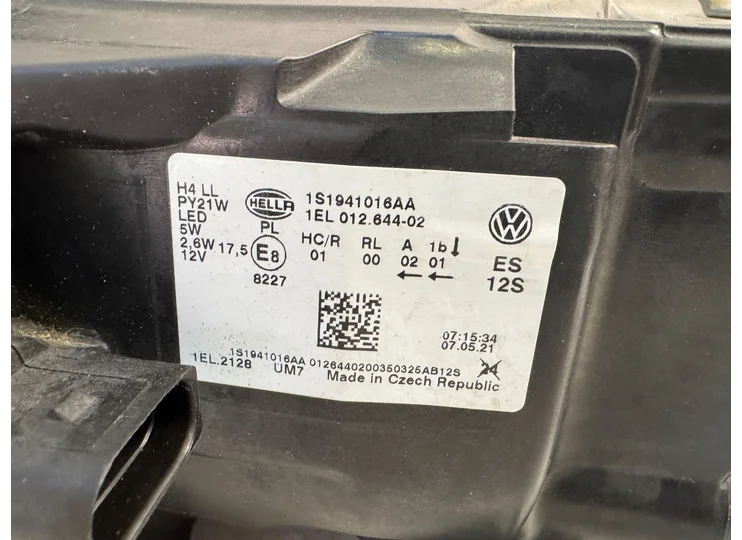 H4 LL
PY21W
LED
5W
2,6W 17,5
12V
HELLA
PL
E8
8227
1S1941016AA
1EL 012.644-02
HC/R RL A 1b↓
01 00 02 01
←←
ES
12S
07:15:34
07.05.21
1S1941016AA 0126440200350325AB12S
1EL.2128 UM7 Made in Czech Republic
24